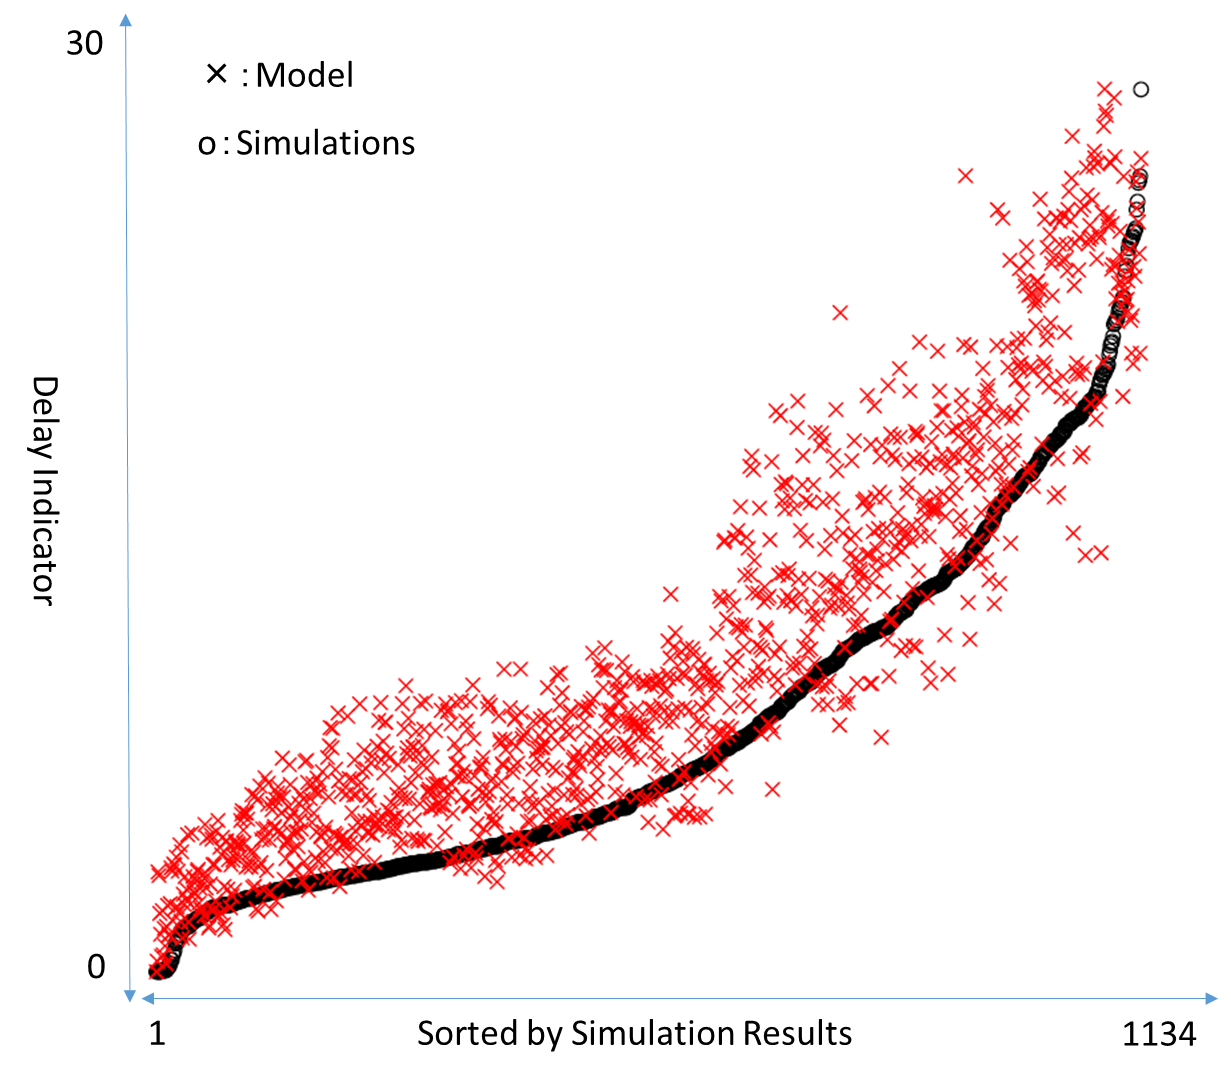 30
× : Model
o : Simulations
Delay Indicator
0
1
Sorted by Simulation Results
1134